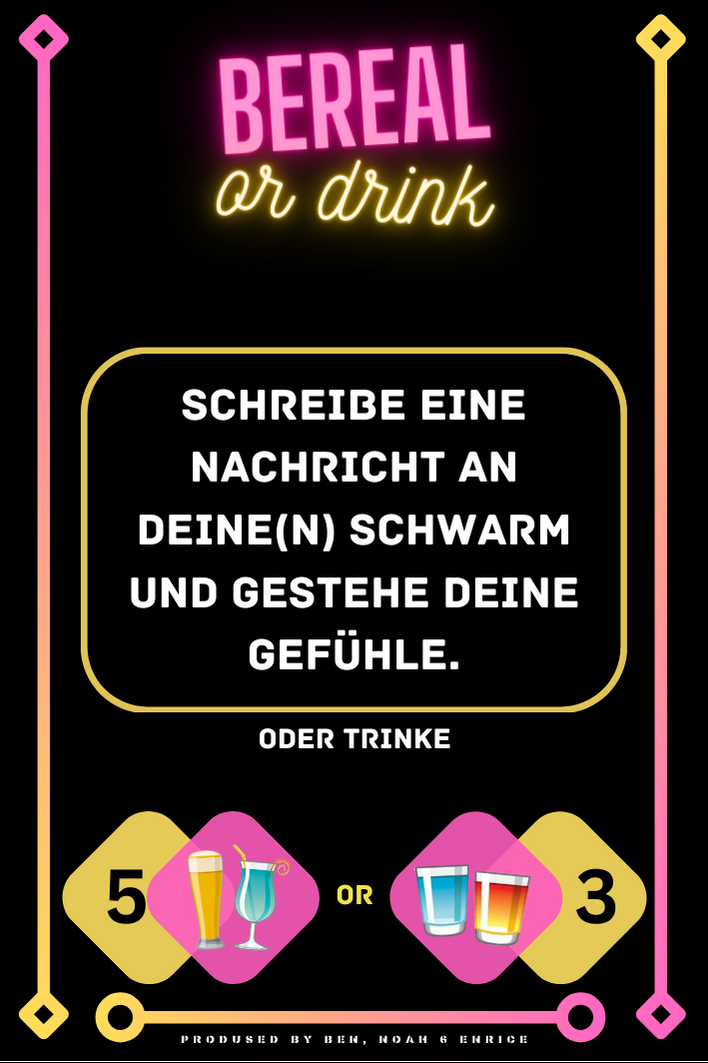 BEREAL
or drink
SCHREIBE EINE
NACHRICHT AN
DEINE(N) SCHWARM
UND GESTEHE DEINE
GEFÜHLE.
ODER TRINKE
5 OR 3
PRODUSED BY BEN, NOAH & ENRICE